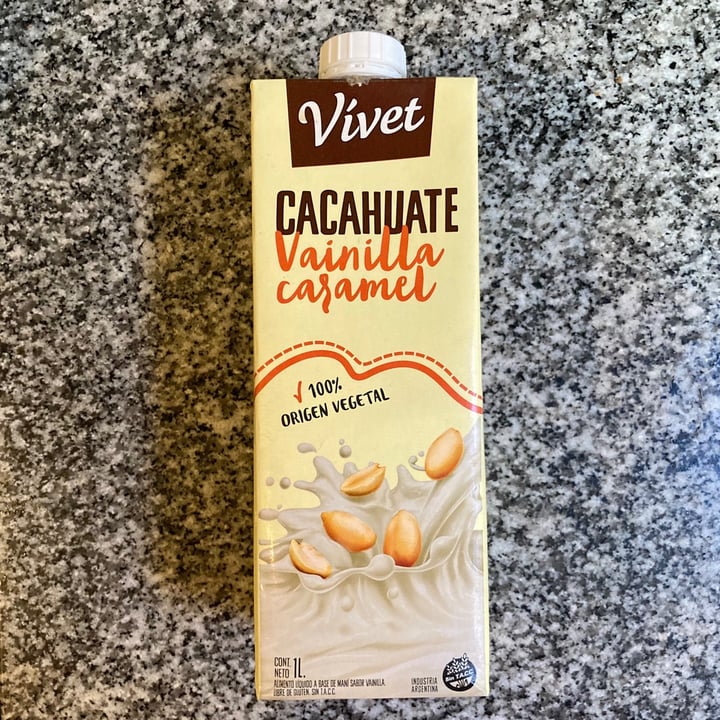 Vívet
CACAHUATE
Vainilla
caramel
√ 100%
ORIGEN VEGETAL
CONT.
NETO 1L.
ALIMENTO LÍQUIDO A BASE DE MANÍ SABOR VAINILLA.
LIBRE DE GLUTEN. SIN T.A.C.C.
INDUSTRIA
ARGENTINA
Sin T.A.C.C.